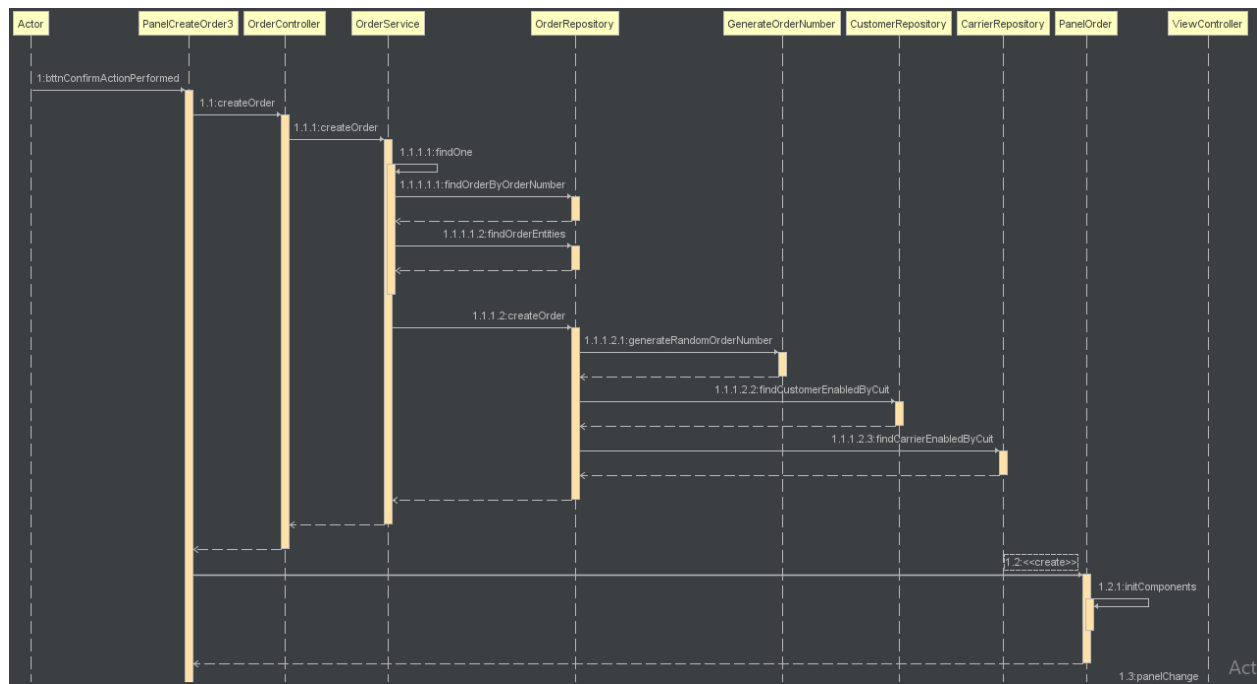 Actor PanelCreateOrder3 OrderController OrderService OrderRepository GenerateOrderNumber CustomerRepository CarrierRepository PanelOrder ViewController
1:bttnConfirmActionPerformed
1.1:createOrder
1.1.1:createOrder
1.1.1.1:findOne
1.1.1.1.1:findOrderByOrderNumber
1.1.1.1.2:findOrderEntities
1.1.1.2:createOrder
1.1.1.2.1:generateRandomOrderNumber
1.1.1.2.2:findCustomerEnabledByCuit
1.1.1.2.3:findCarrierEnabledByCuit
1.2:<<create>>
1.2.1:initComponents
Act
1.3:panelChange